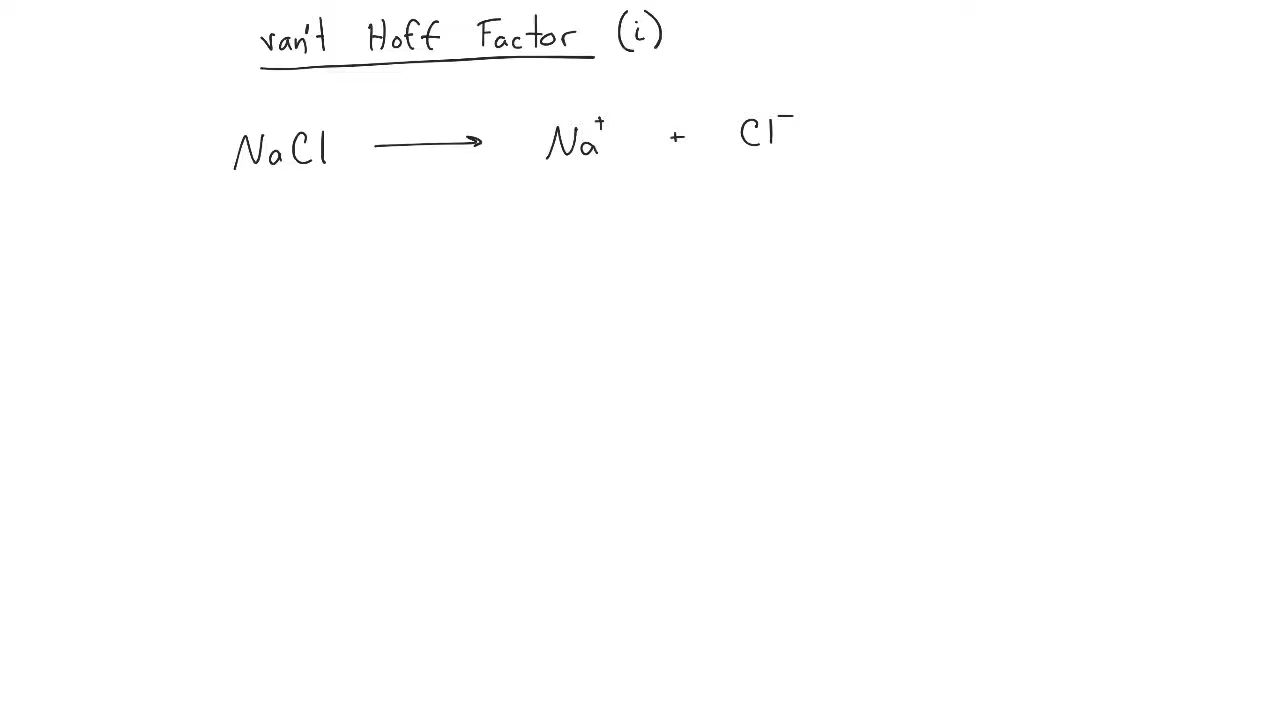 van't Hoff Factor (i)
NaCl ⟶ Na⁺ + Cl⁻